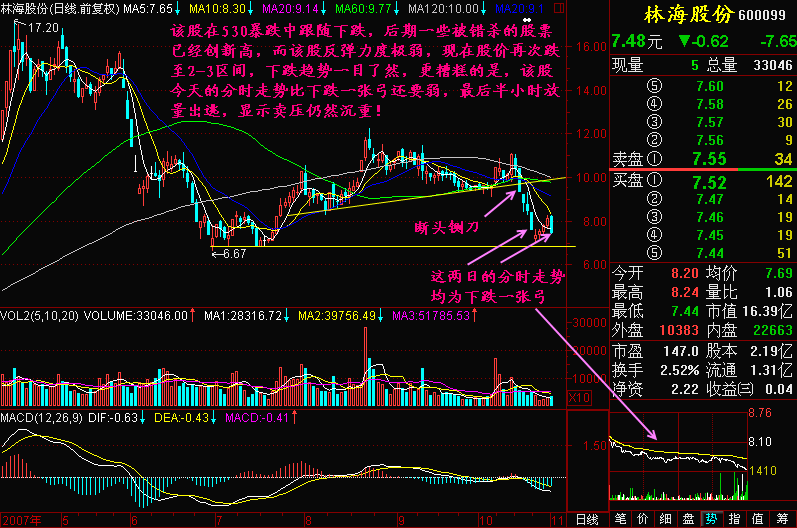 林海股份(日线.前复权) MA5:7.65↓ MA10:8.30↓ MA20:9.14↓ MA60:9.77↓ MA120:10.00↓ MA20:9.1
17.20
该股在530暴跌中跟随下跌，后期一些被错杀的股票
已经创新高，而该股反弹力度极弱，现在股价再次跌
至2-3区间，下跌趋势一目了然，更糟糕的是，该股
今天的分时走势比下跌一张弓还要弱，最后半小时放
量出逃，显示卖压仍然沉重！
16.00
14.00
12.00
10.00
8.00
6.00
断头铡刀
6.67
这两日的分时走势
均为下跌一张弓
VOL2(5,10,20) VOLUME:33046.00↑ MA1:28316.72↓ MA2:39756.49↓ MA3:51785.53↑
30000
20000
10000
X10
MACD(12,26,9) DIF:-0.63↓ DEA:-0.43↓ MACD:-0.41↑
1.50
2007年 5 6 7 8 9 10 11 日线
林海股份 600099
7.48元 ▼-0.62 -7.65
现量 5 总量 33046
⑤ 7.60 12
④ 7.58 26
③ 7.57 30
② 7.56 9
卖盘① 7.55 34
买盘① 7.52 142
② 7.47 14
③ 7.46 19
④ 7.45 19
⑤ 7.44 51
今开 8.20 均价 7.69
最高 8.24 量比 1.06
最低 7.44 市值 16.39亿
外盘 10383 内盘 22663
市盈 147.0 股本 2.19亿
换手 2.52% 流通 1.31亿
净资 2.22 收益㈢ 0.04
8.76
8.10
1410
笔 价 细 盘 势 指 值 筹